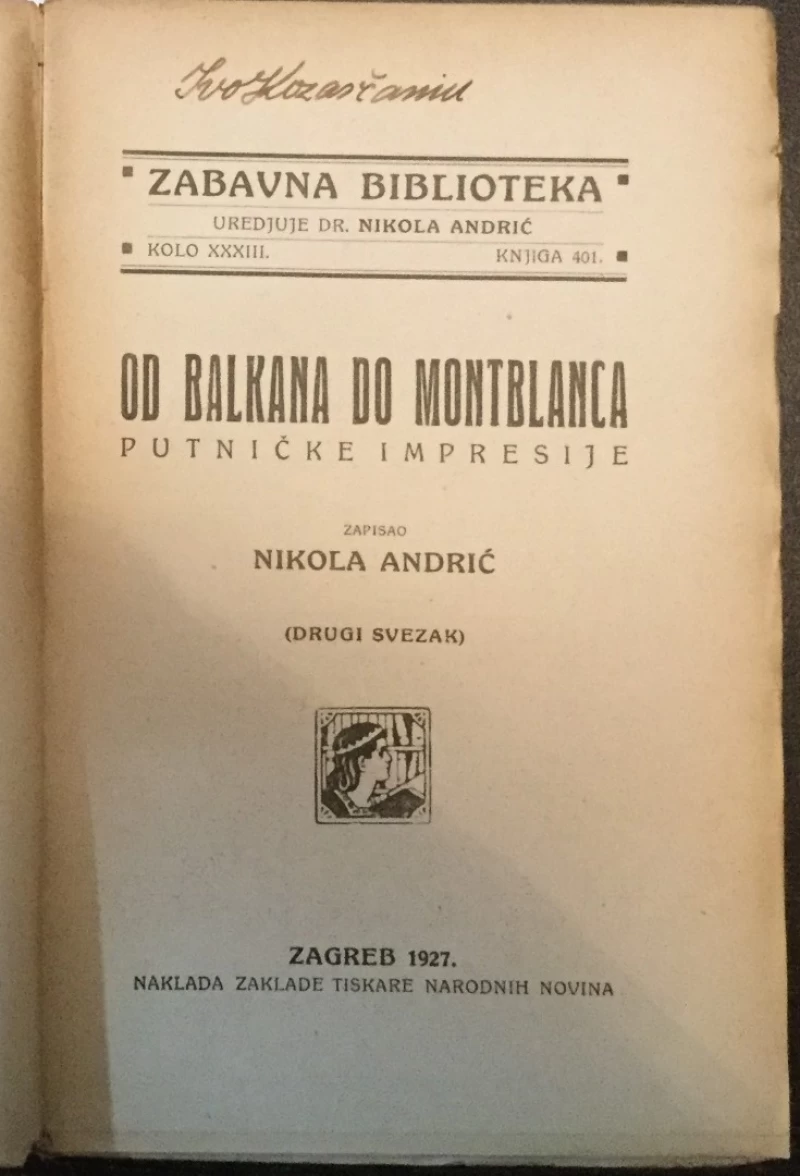 Ivo Kozarčanin
ZABAVNA BIBLIOTEKA
UREDJUJE DR. NIKOLA ANDRIĆ
KOLO XXXIII. KNJIGA 401.
OD BALKANA DO MONTBLANCA
PUTNIČKE IMPRESIJE
ZAPISAO
NIKOLA ANDRIĆ
(DRUGI SVEZAK)
ZAGREB 1927.
NAKLADA ZAKLADE TISKARE NARODNIH NOVINA